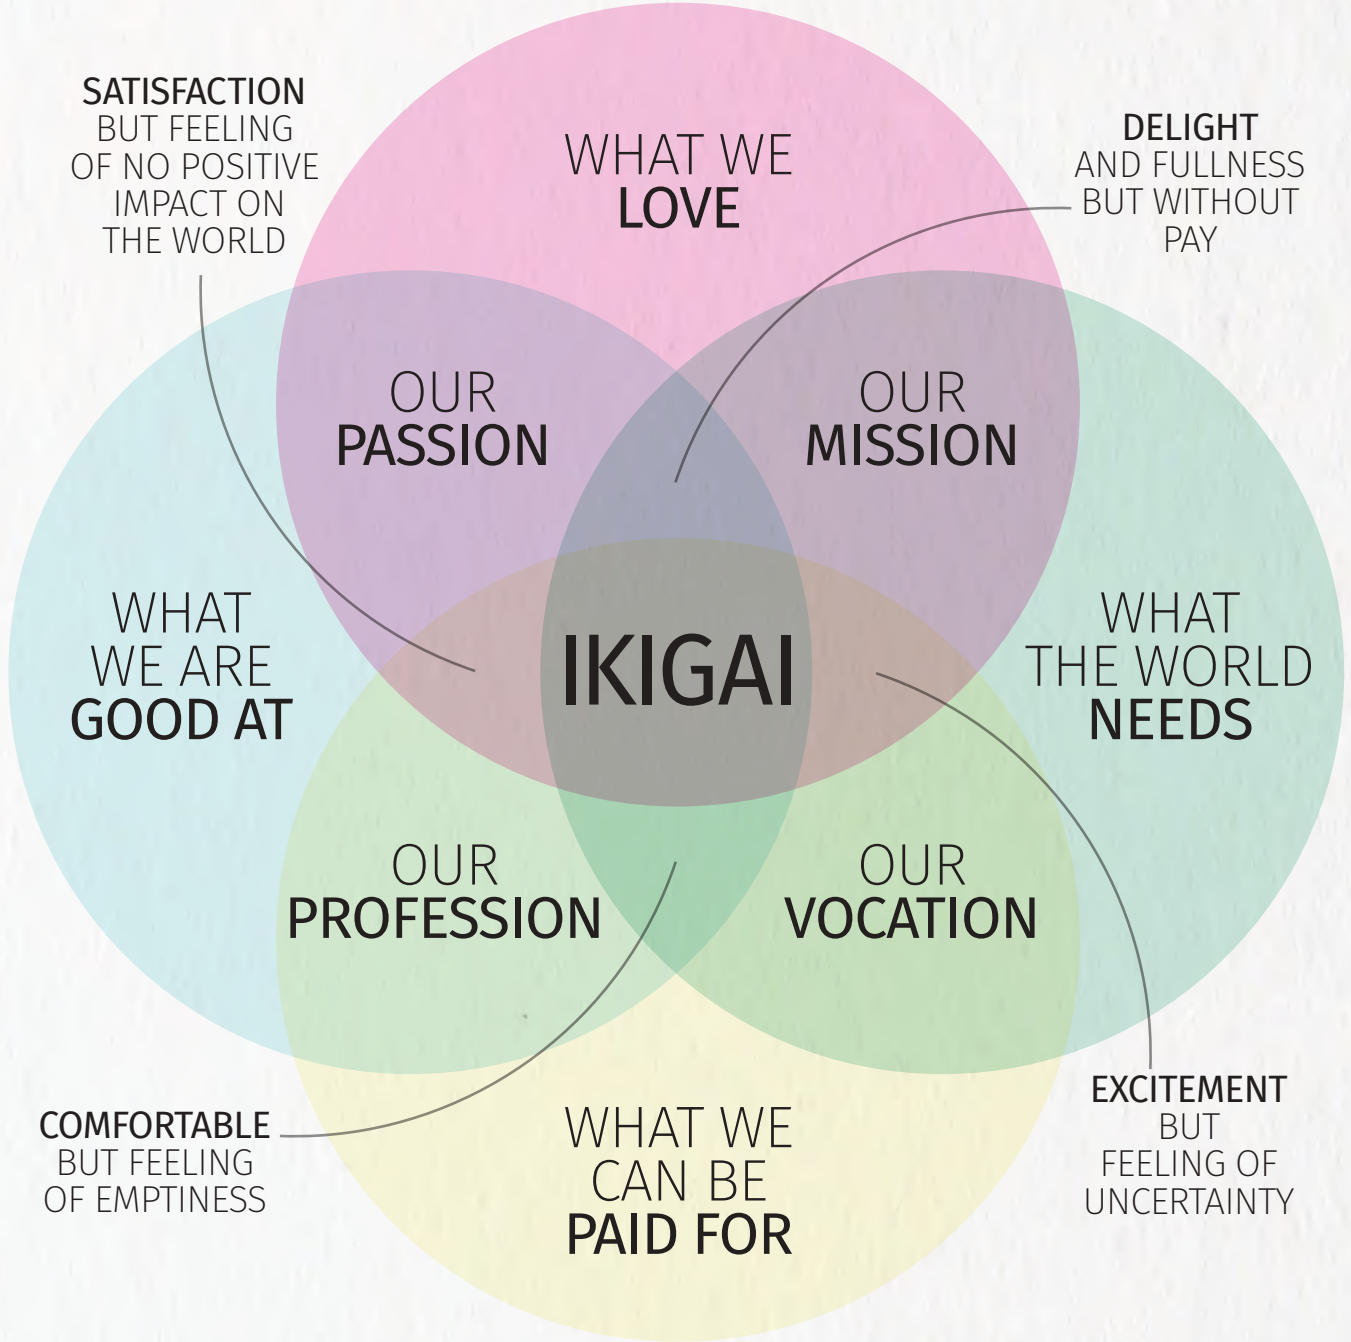 SATISFACTION
BUT FEELING
OF NO POSITIVE
IMPACT ON
THE WORLD
WHAT WE
LOVE
DELIGHT
AND FULLNESS
BUT WITHOUT
PAY
OUR
PASSION
OUR
MISSION
WHAT
WE ARE
GOOD AT
IKIGAI
WHAT
THE WORLD
NEEDS
OUR
PROFESSION
OUR
VOCATION
COMFORTABLE
BUT FEELING
OF EMPTINESS
WHAT WE
CAN BE
PAID FOR
EXCITEMENT
BUT
FEELING OF
UNCERTAINTY